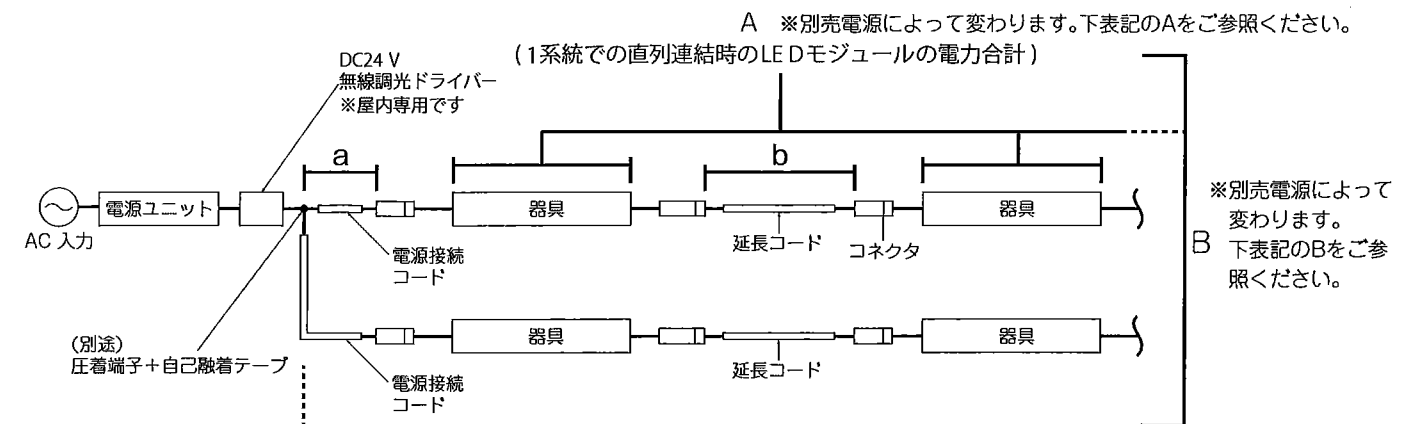 A ※別売電源によって変わります。下表記のAをご参照ください。
(1系統での直列連結時のLEDモジュールの電力合計)
DC24 V
無線調光ドライバー
※屋内専用です
a
b
電源ユニット
器具
器具
AC 入力
電源接続
コード
延長コード
コネクタ
※別売電源によって
変わります。
B
下表記のBをご参
照ください。
器具
器具
(別途)
圧着端子+自己融着テープ
電源接続
コード
延長コード